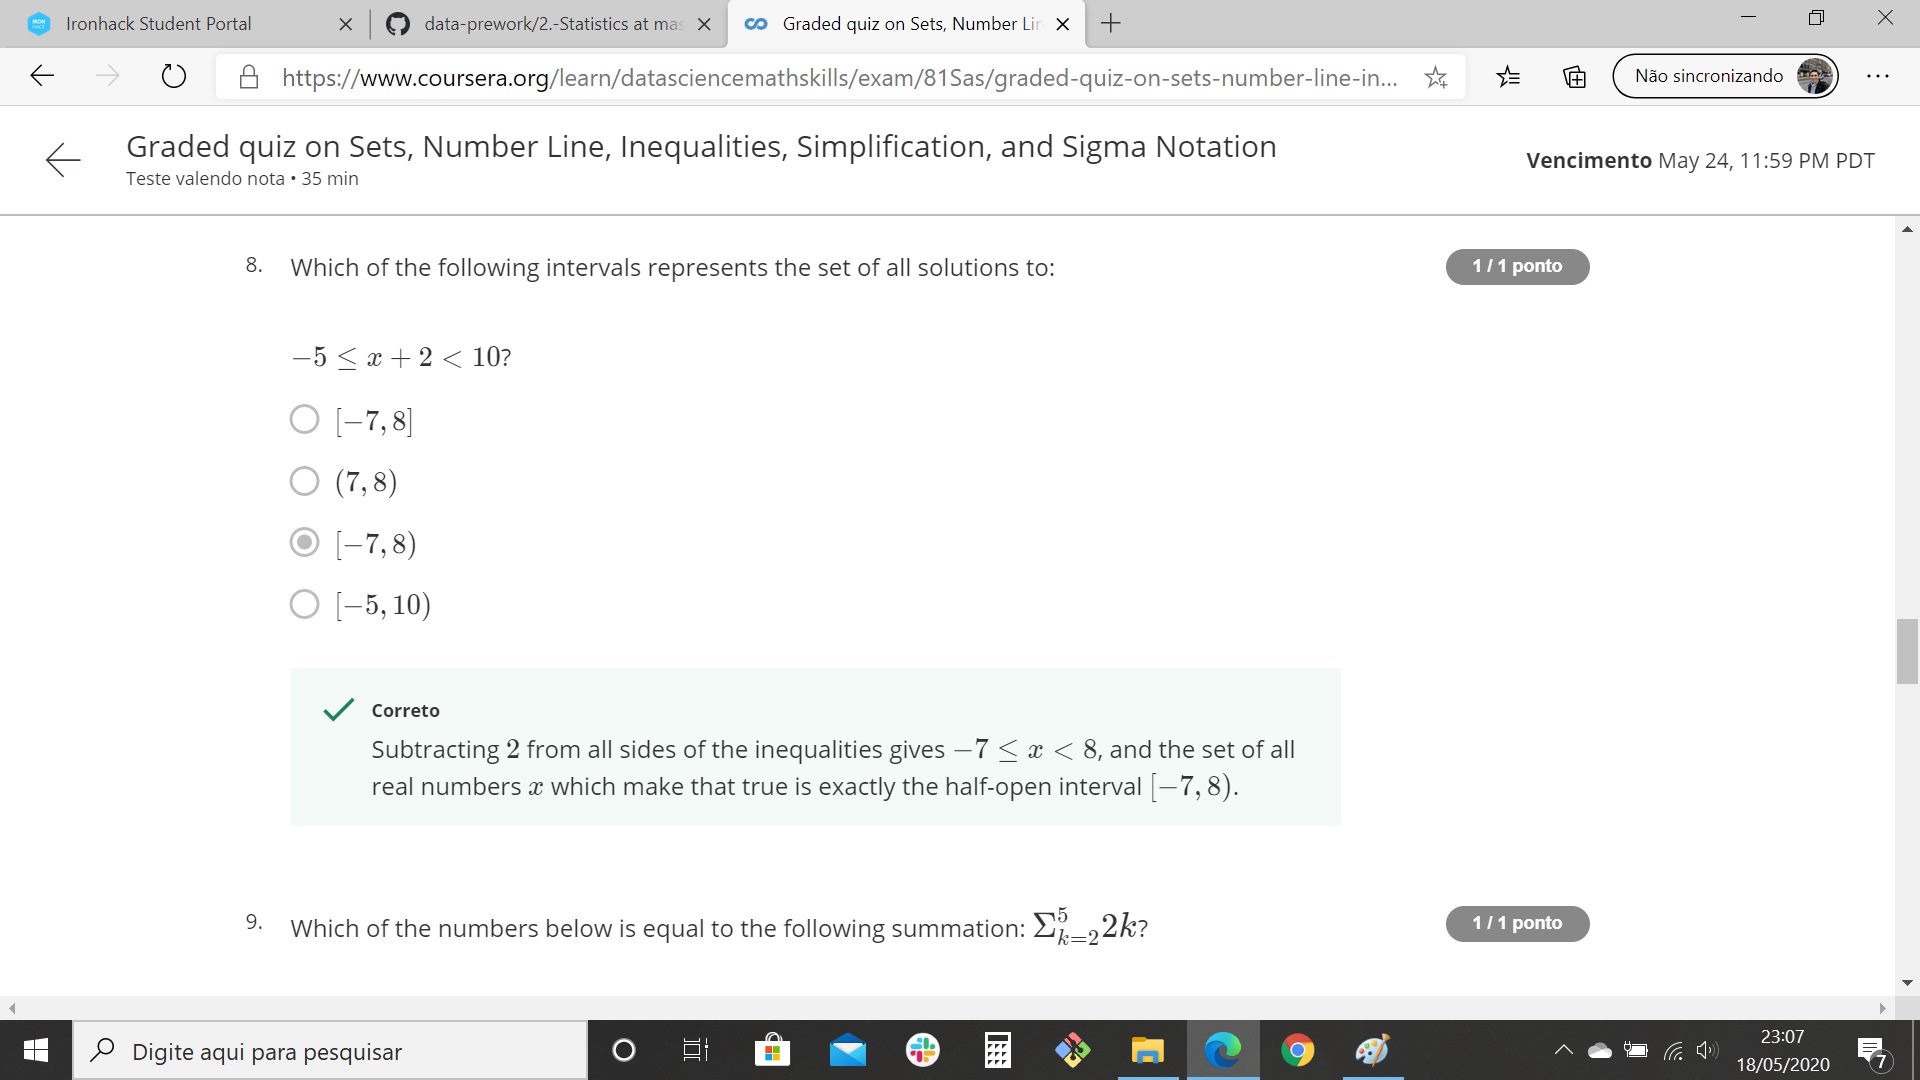 Ironhack Student Portal
data-prework/2.-Statistics at mas
Graded quiz on Sets, Number Lin
https://www.coursera.org/learn/datasciencemathskills/exam/81Sas/graded-quiz-on-sets-number-line-in...
Não sincronizando
Graded quiz on Sets, Number Line, Inequalities, Simplification, and Sigma Notation
Teste valendo nota • 35 min
Vencimento May 24, 11:59 PM PDT
8. Which of the following intervals represents the set of all solutions to:
1 / 1 ponto
−5 ≤ x + 2 < 10?
[−7, 8]
(7, 8)
[−7, 8)
[−5, 10)
Correto
Subtracting 2 from all sides of the inequalities gives −7 ≤ x < 8, and the set of all
real numbers x which make that true is exactly the half-open interval [−7, 8).
9. Which of the numbers below is equal to the following summation: Σ_{k=2}^{5} 2k?
1 / 1 ponto
Digite aqui para pesquisar
23:07
18/05/2020
7